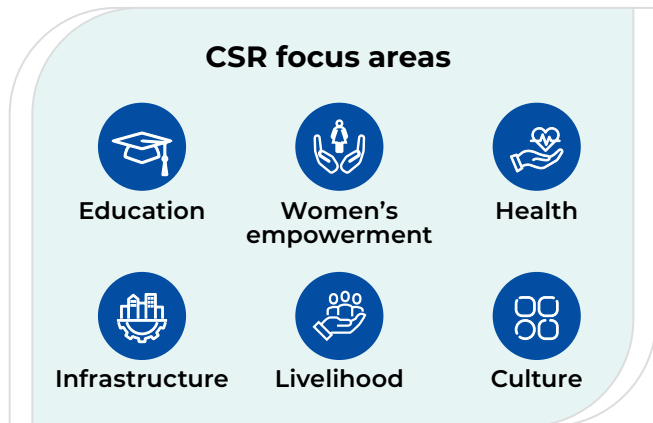 CSR focus areas
Education
Women's
empowerment
Health
Infrastructure
Livelihood
Culture